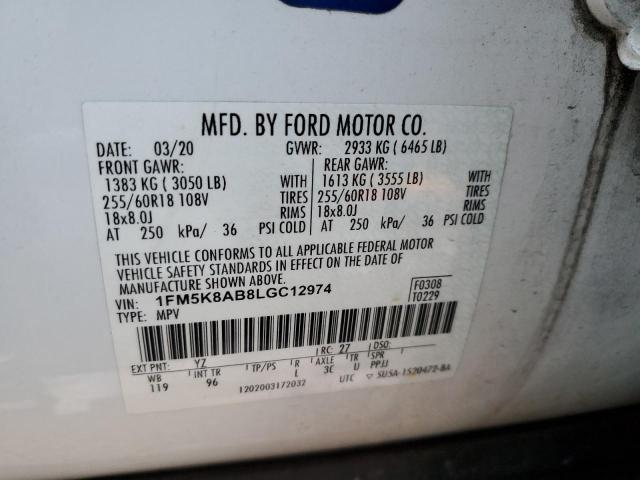 MFD. BY FORD MOTOR CO.
DATE: 03/20 GVWR: 2933 KG ( 6465 LB)
FRONT GAWR: REAR GAWR:
1383 KG ( 3050 LB) WITH 1613 KG ( 3555 LB) WITH
255/60R18 108V TIRES 255/60R18 108V TIRES
18x8.0J RIMS 18x8.0J RIMS
AT 250 kPa/ 36 PSI COLD AT 250 kPa/ 36 PSI COLD
THIS VEHICLE CONFORMS TO ALL APPLICABLE FEDERAL MOTOR
VEHICLE SAFETY STANDARDS IN EFFECT ON THE DATE OF
MANUFACTURE SHOWN ABOVE.
VIN: 1FM5K8AB8LGC12974 F0308
TYPE: MPV T0229
EXT PNT: YZ RC: 27 DSO:
WB INT TR TP/PS R AXLE TR SPR
119 96 L 3C U PPJJ
1202003172032 UTC ▽ 5U5A-1520472-BA